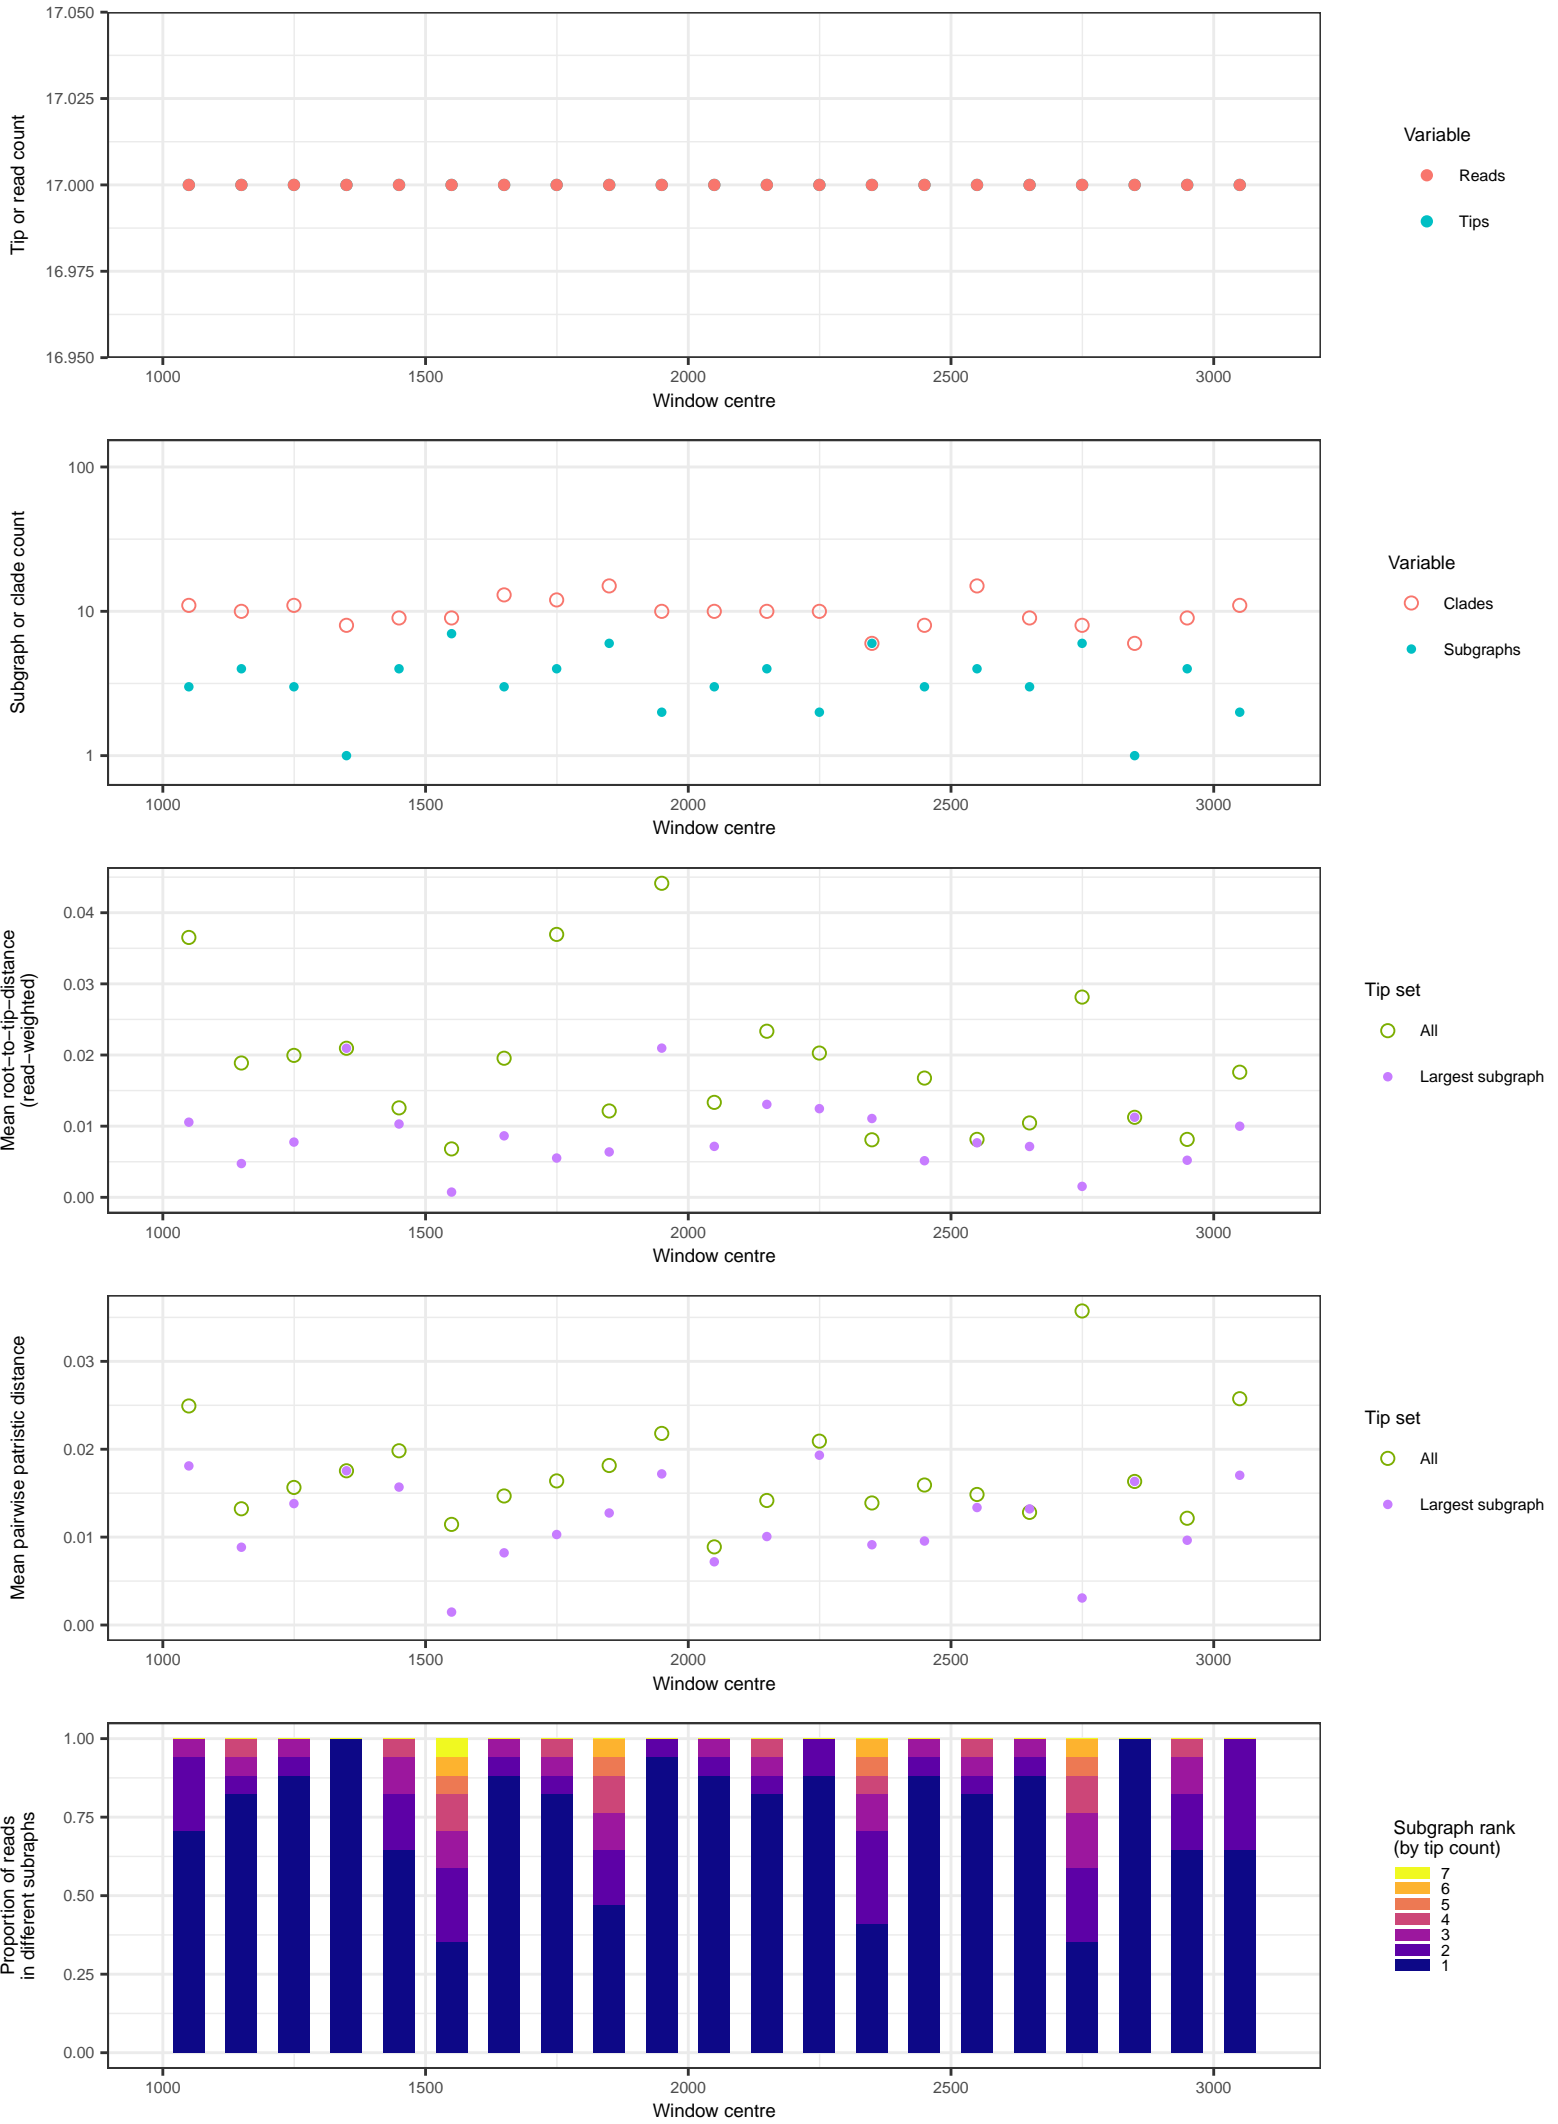 17.050
17.025
17.000
16.975
16.950
Tip or read count
1000 1500 2000 2500 3000
Window centre
Variable
Reads
Tips
100
10
1
Subgraph or clade count
1000 1500 2000 2500 3000
Window centre
Variable
Clades
Subgraphs
0.04
0.03
0.02
0.01
0.00
Mean root−to−tip−distance
(read−weighted)
1000 1500 2000 2500 3000
Window centre
Tip set
All
Largest subgraph
0.03
0.02
0.01
0.00
Mean pairwise patristic distance
1000 1500 2000 2500 3000
Window centre
Tip set
All
Largest subgraph
1.00
0.75
0.50
0.25
0.00
Proportion of reads
in different subraphs
1000 1500 2000 2500 3000
Window centre
Subgraph rank
(by tip count)
7
6
5
4
3
2
1